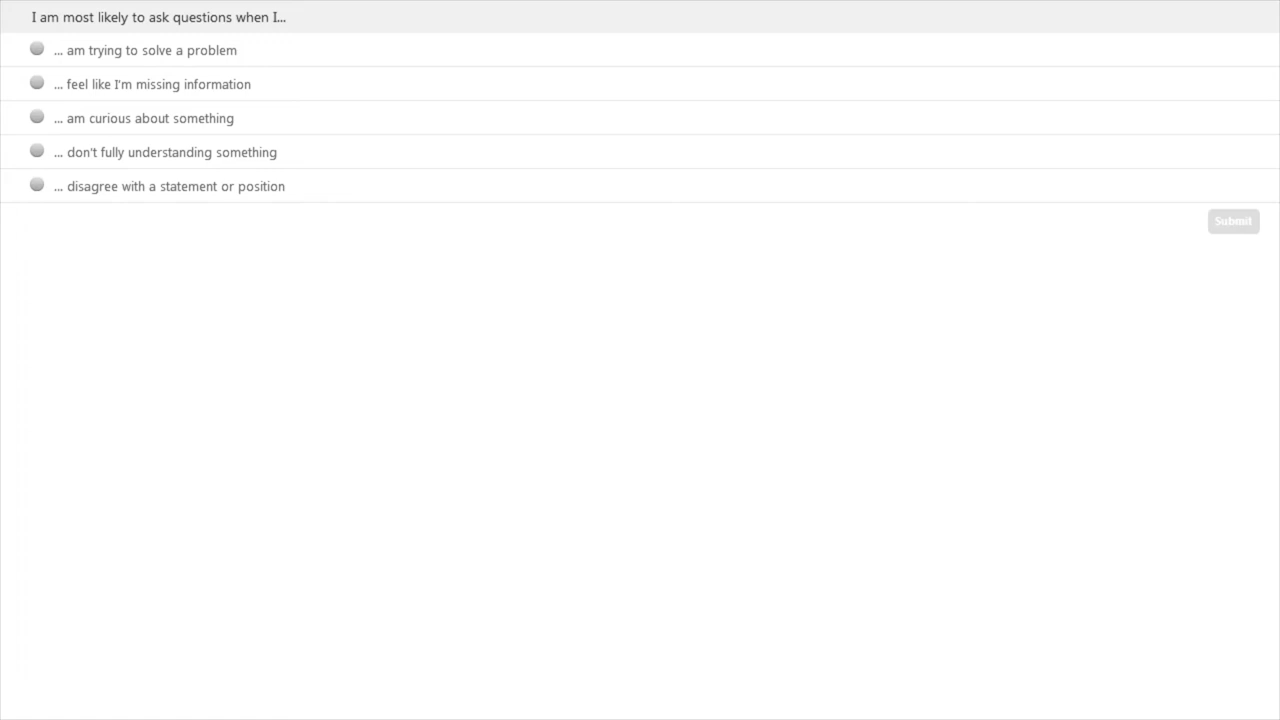 I am most likely to ask questions when I...
... am trying to solve a problem
... feel like I'm missing information
... am curious about something
... don't fully understanding something
... disagree with a statement or position
Submit